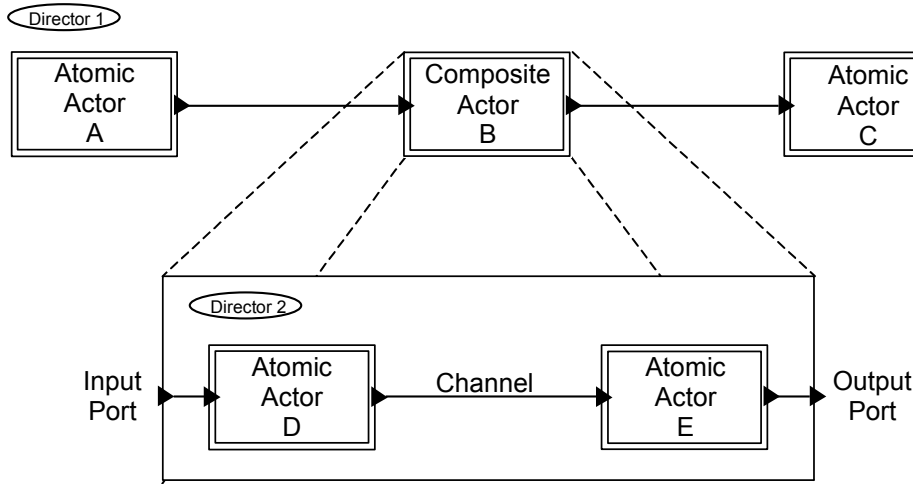 Director 1
Atomic
Actor
A
Composite
Actor
B
Atomic
Actor
C
Director 2
Input
Port
Atomic
Actor
D
Channel
Atomic
Actor
E
Output
Port